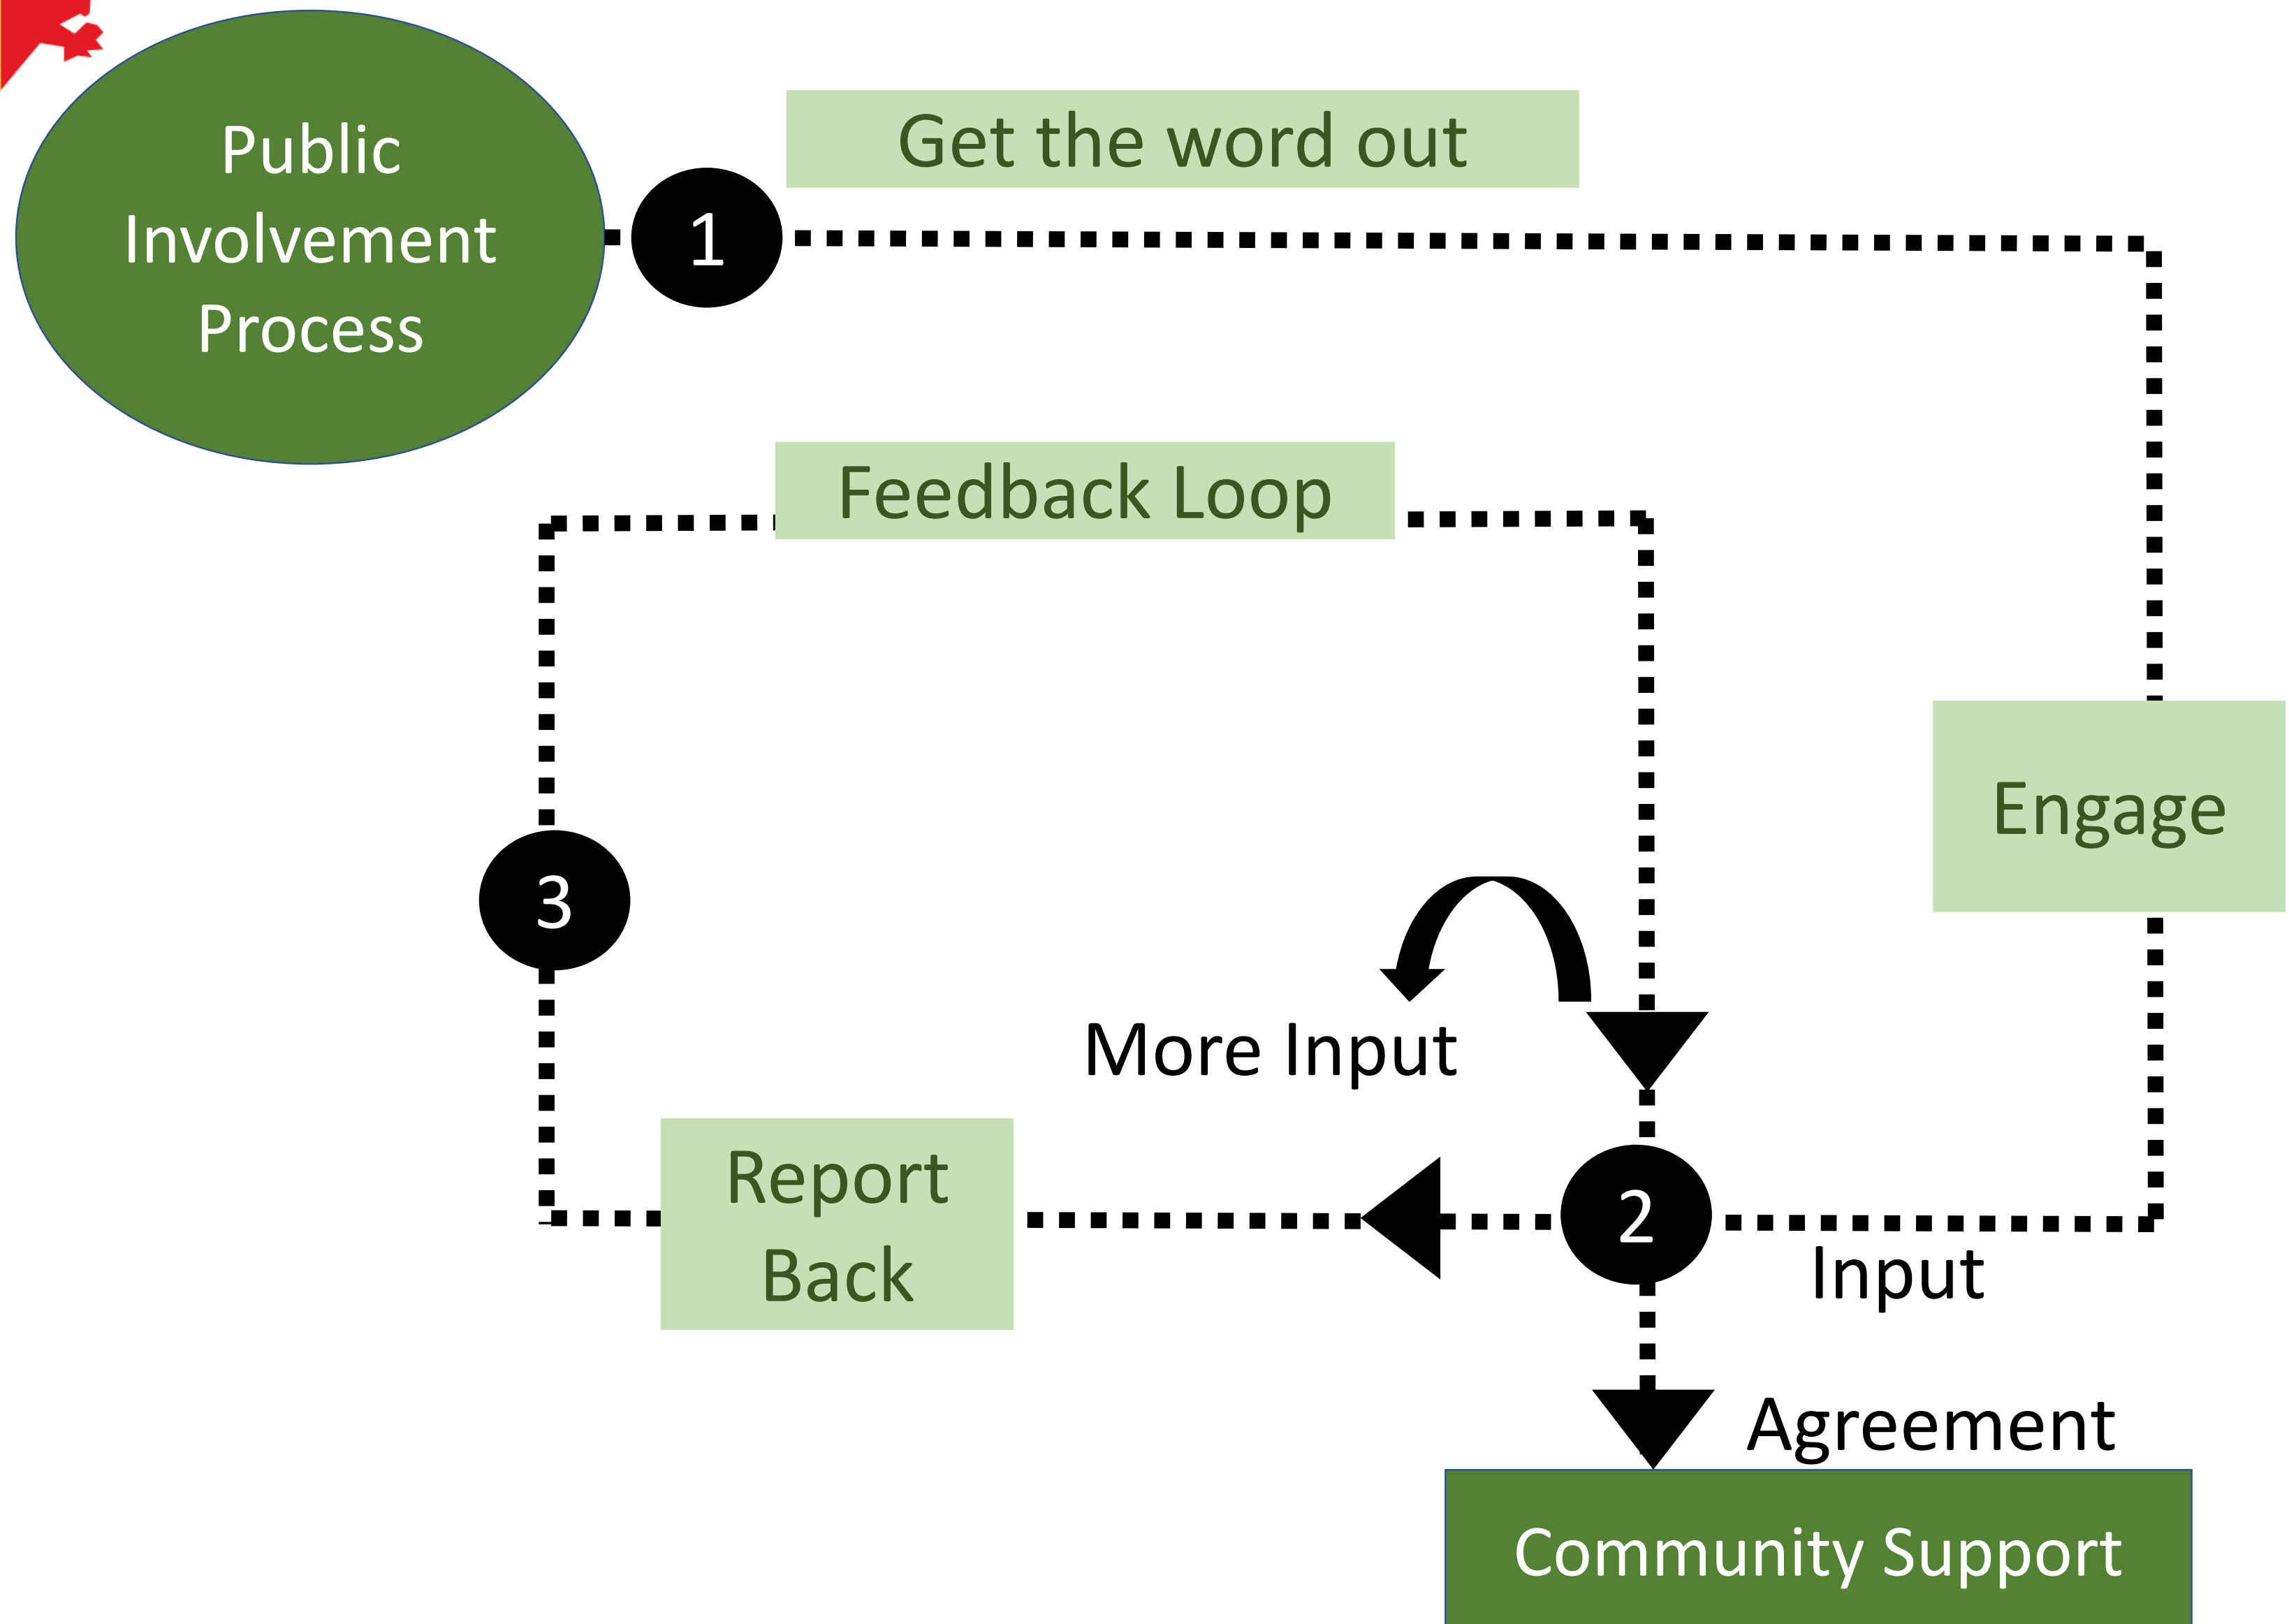 Public
Involvement
Process
1
Get the word out
Feedback Loop
Engage
3
More Input
Report
Back
2
Input
Agreement
Community Support